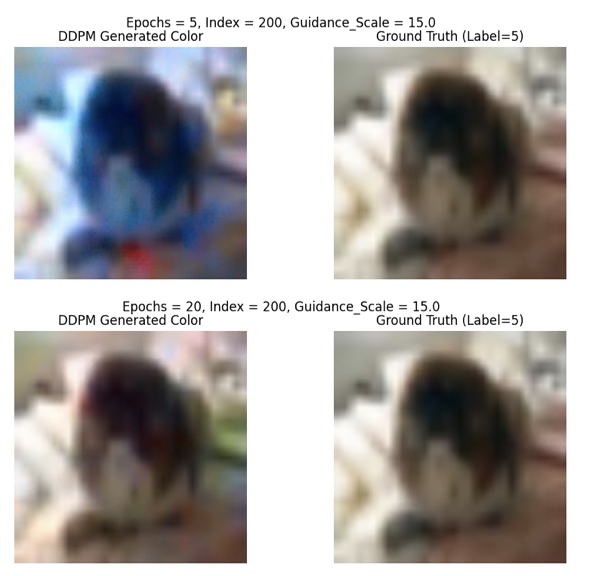 Epochs = 5, Index = 200, Guidance_Scale = 15.0
DDPM Generated Color
Ground Truth (Label=5)
Epochs = 20, Index = 200, Guidance_Scale = 15.0
DDPM Generated Color
Ground Truth (Label=5)